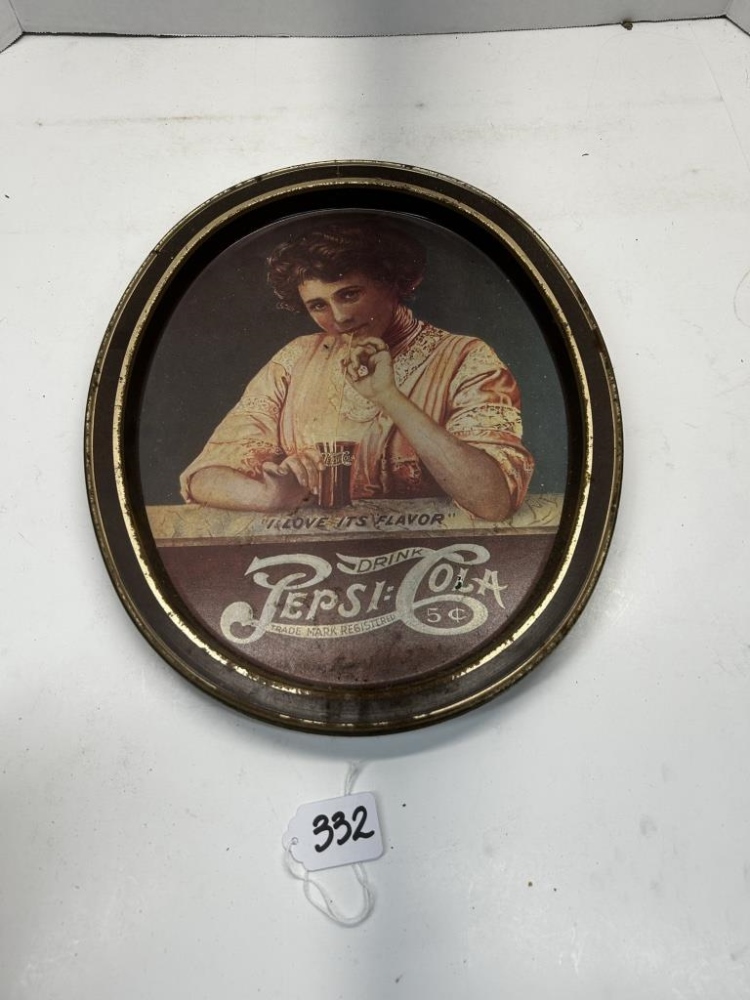 "I LOVE ITS FLAVOR"
DRINK
PEPSI:COLA
5¢
TRADE MARK REGISTERED
332